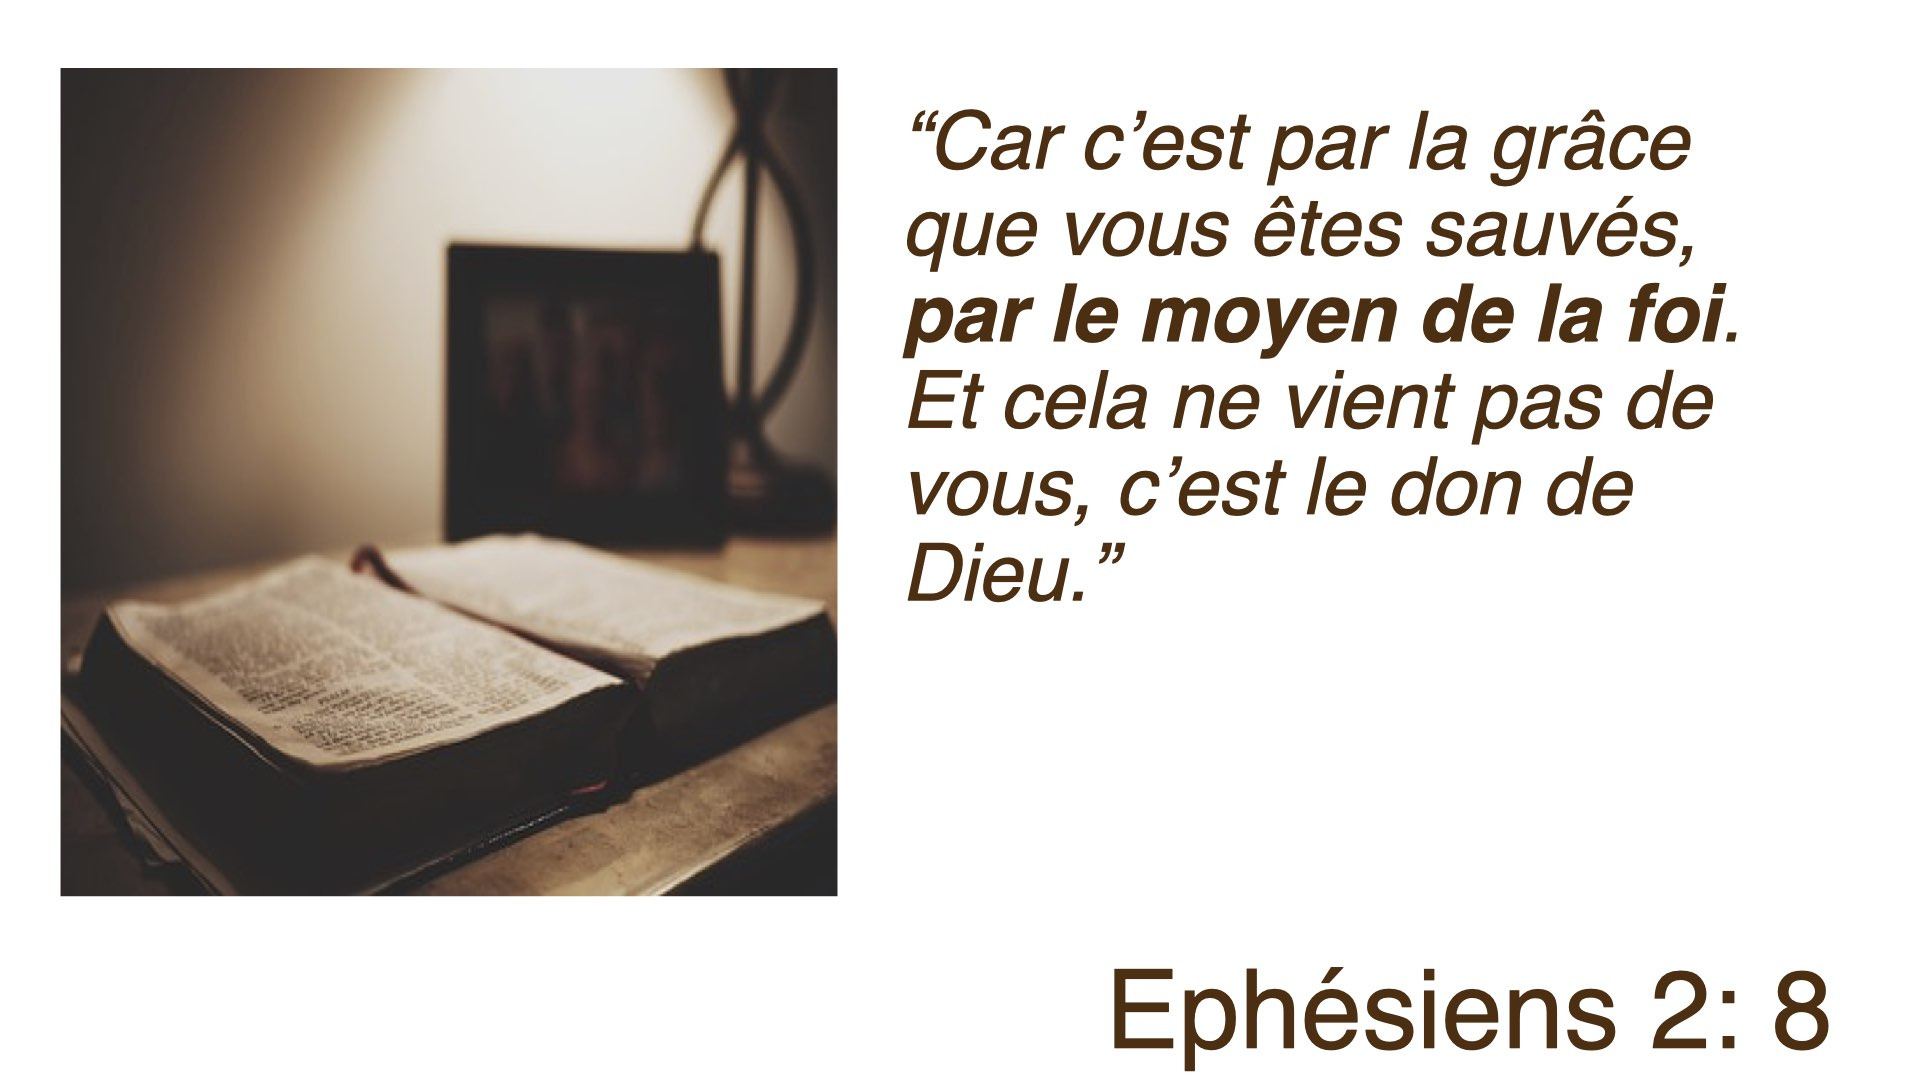 “Car c’est par la grâce
que vous êtes sauvés,
par le moyen de la foi.
Et cela ne vient pas de
vous, c’est le don de
Dieu.”
Ephésiens 2: 8